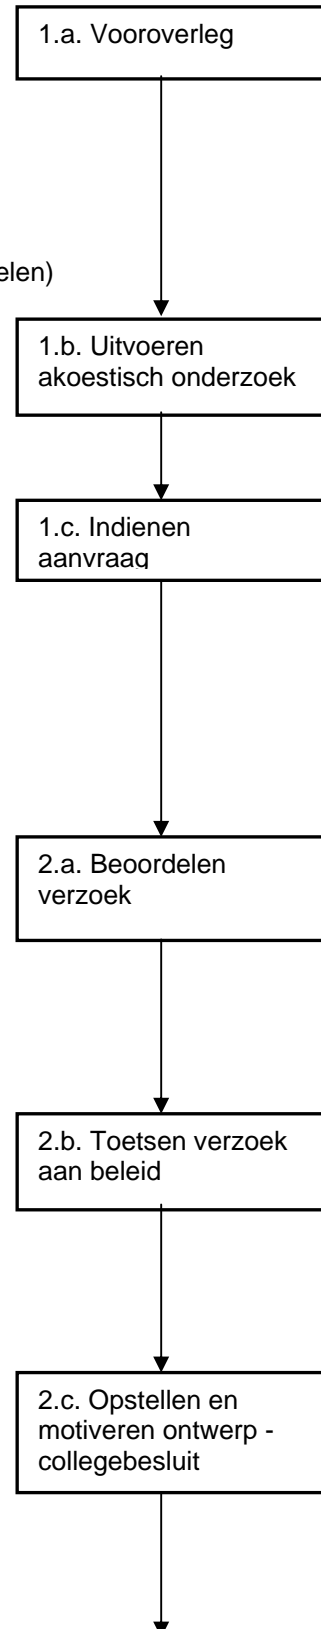 1.a. Vooroverleg
elen)
1.b. Uitvoeren
akoestisch onderzoek
1.c. Indienen
aanvraag
2.a. Beoordelen
verzoek
2.b. Toetsen verzoek
aan beleid
2.c. Opstellen en
motiveren ontwerp -
collegebesluit